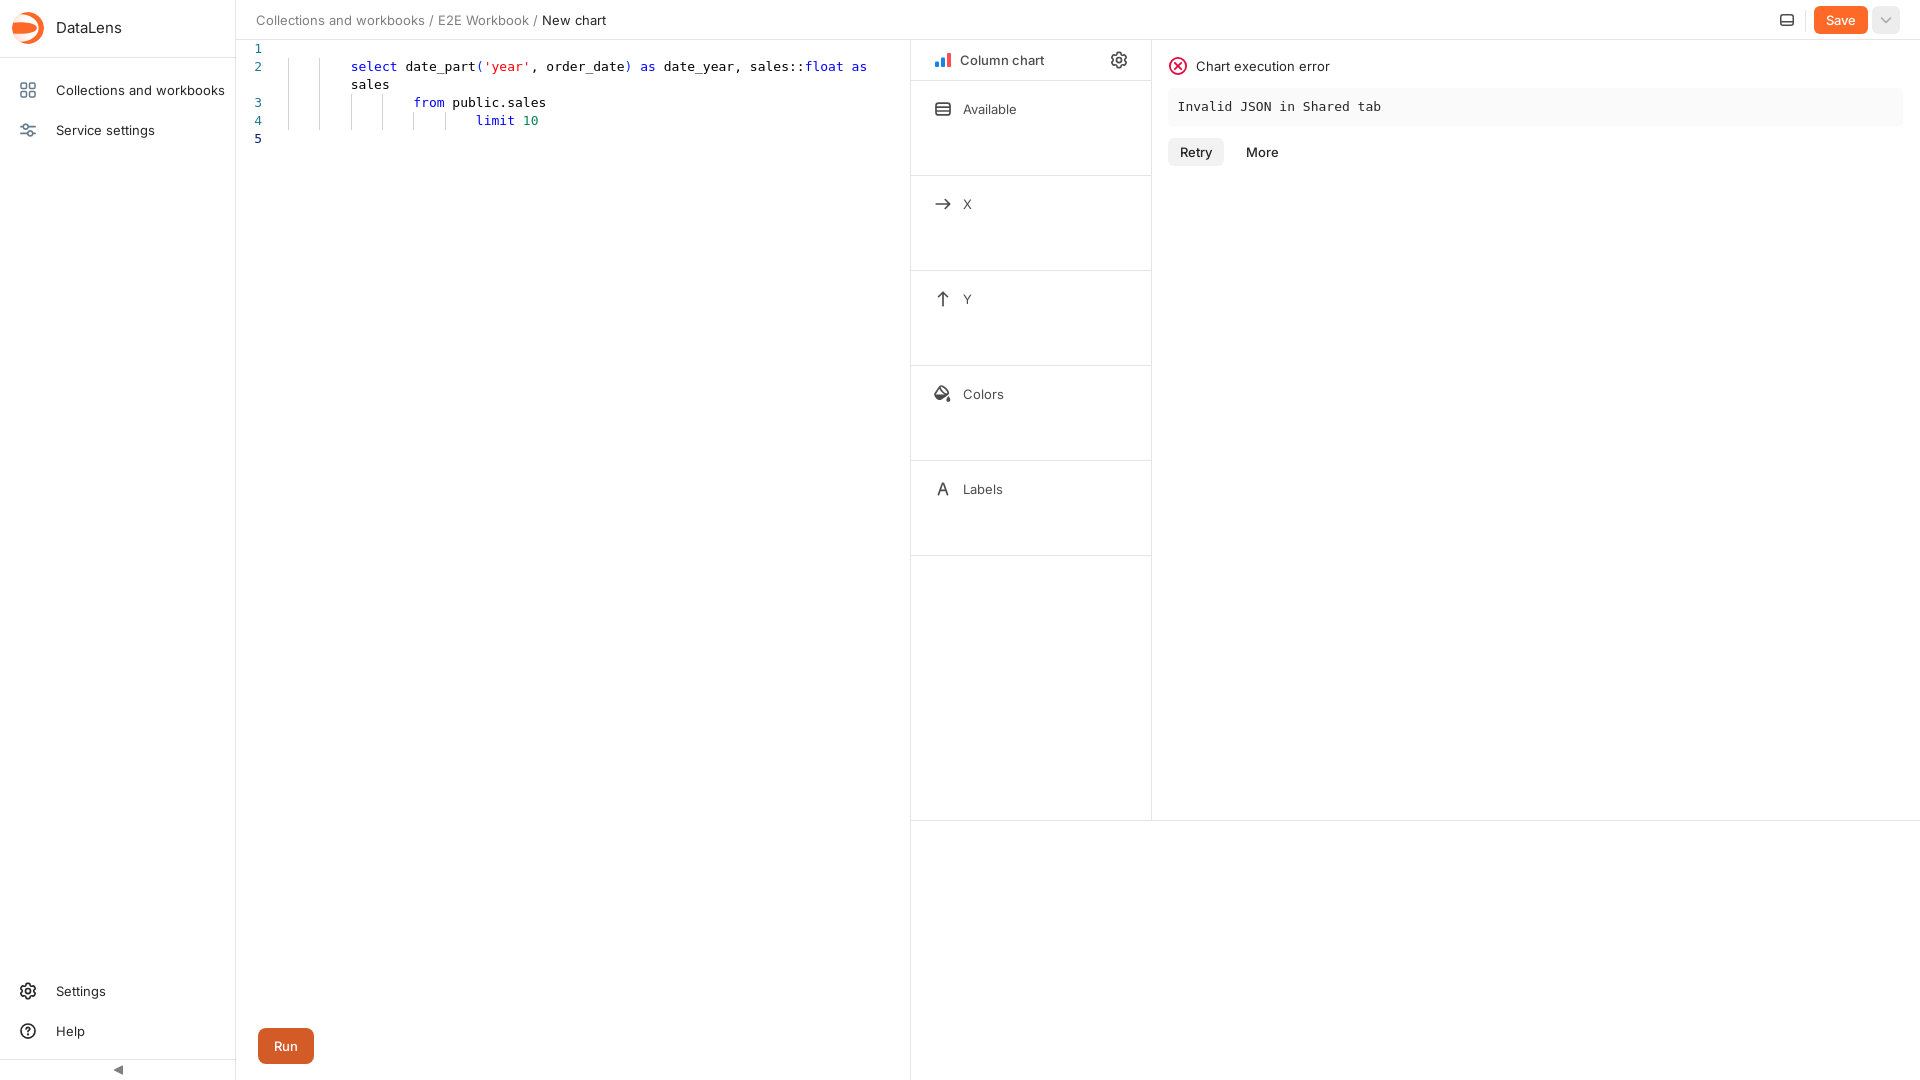 DataLens
Collections and workbooks / E2E Workbook / New chart
Save
Collections and workbooks
Service settings
Settings
Help
1
2 select date_part('year', order_date) as date_year, sales::float as
sales
3 from public.sales
4 limit 10
5
Run
Column chart
Available
X
Y
Colors
Labels
Chart execution error
Invalid JSON in Shared tab
Retry More